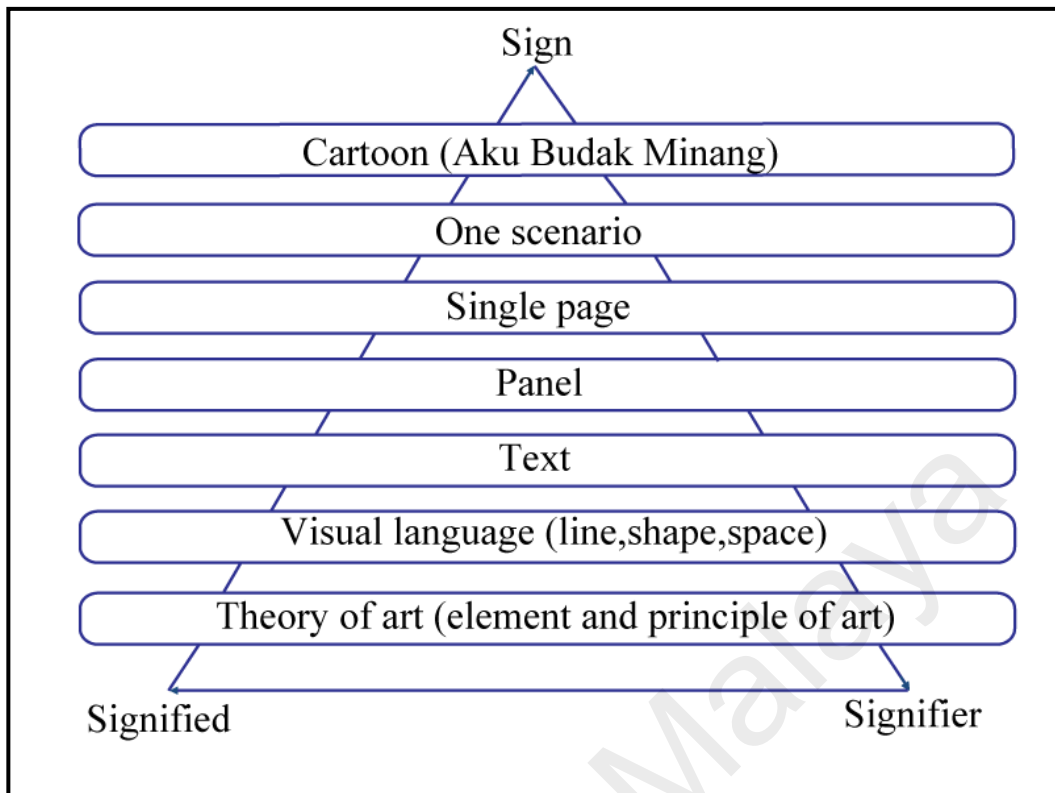 Sign
Cartoon (Aku Budak Minang)
One scenario
Single page
Panel
Text
Visual language (line,shape,space)
Theory of art (element and principle of art)
Signified
Signifier
Malaya